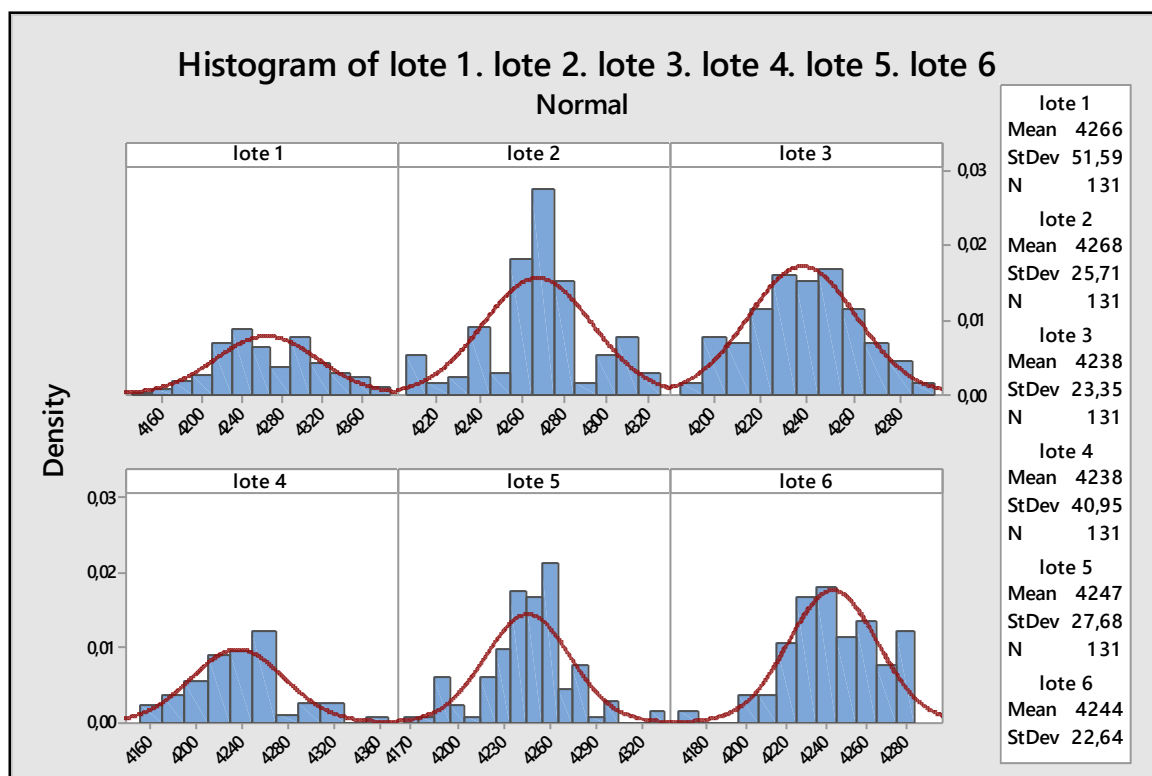 Histogram of lote 1. lote 2. lote 3. lote 4. lote 5. lote 6
Normal
lote 1
lote 2
lote 3
0,03
0,02
0,01
0,00
4160 4200 4240 4280 4320 4360
4220 4240 4260 4280 4300 4320
4200 4220 4240 4260 4280
Density
lote 4
lote 5
lote 6
0,03
0,02
0,01
0,00
4160 4200 4240 4280 4320 4360
4170 4200 4230 4260 4290 4320
4180 4200 4220 4240 4260 4280
lote 1
Mean 4266
StDev 51,59
N 131
lote 2
Mean 4268
StDev 25,71
N 131
lote 3
Mean 4238
StDev 23,35
N 131
lote 4
Mean 4238
StDev 40,95
N 131
lote 5
Mean 4247
StDev 27,68
N 131
lote 6
Mean 4244
StDev 22,64